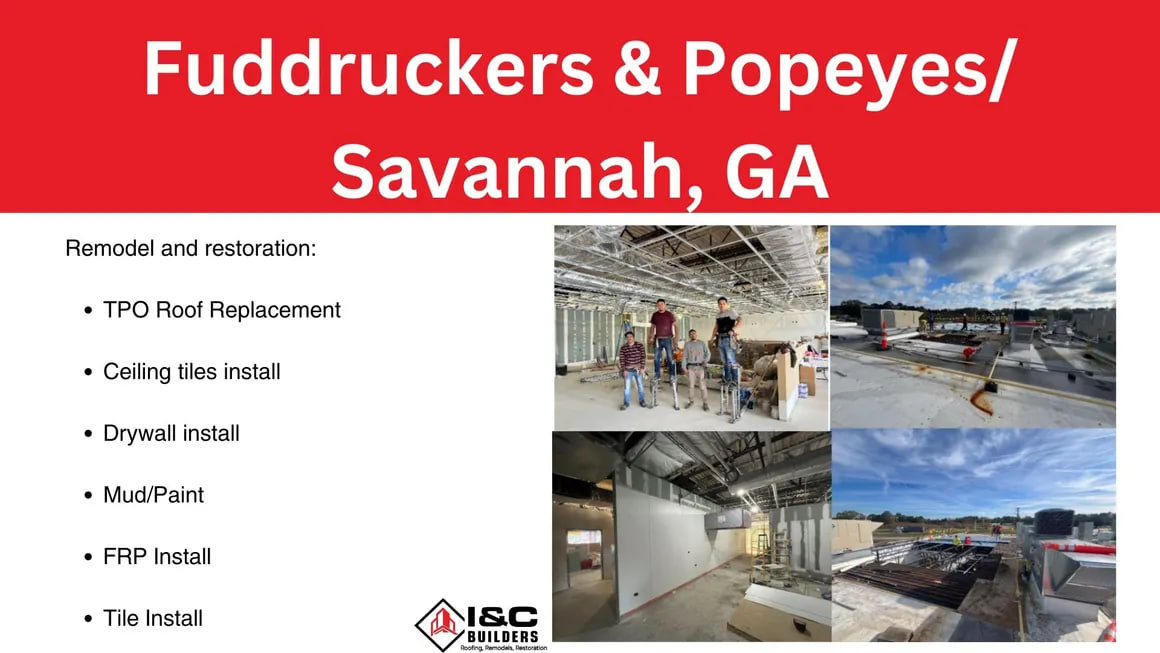 Fuddruckers & Popeyes/
Savannah, GA
Remodel and restoration:
• TPO Roof Replacement
• Ceiling tiles install
• Drywall install
• Mud/Paint
• FRP Install
• Tile Install
I&C
BUILDERS
Roofing, Remodels, Restoration